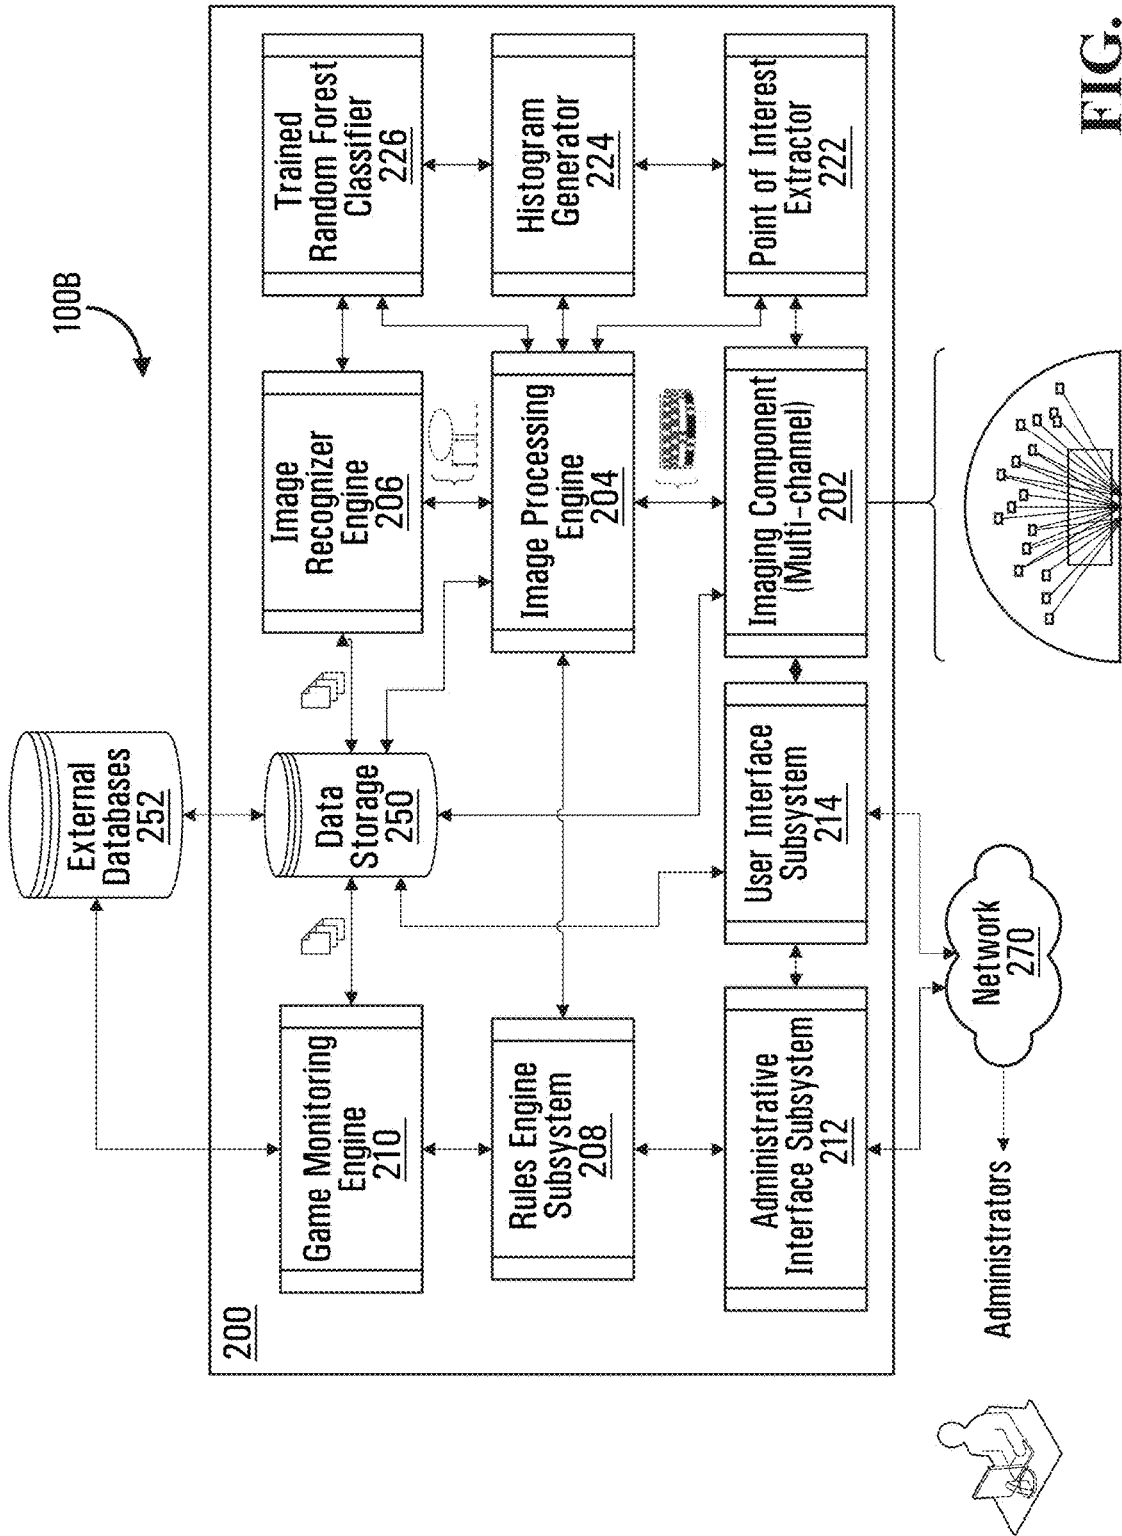 100B
200
External
Databases
252
Game Monitoring
Engine
210
Data
Storage
250
Image
Recognizer
Engine
206
Trained
Random Forest
Classifier
226
Rules Engine
Subsystem
208
Image Processing
Engine
204
Histogram
Generator
224
Administrative
Interface Subsystem
212
User Interface
Subsystem
214
Imaging Component
(Multi-channel)
202
Point of Interest
Extractor
222
Network
270
Administrators
FIG.